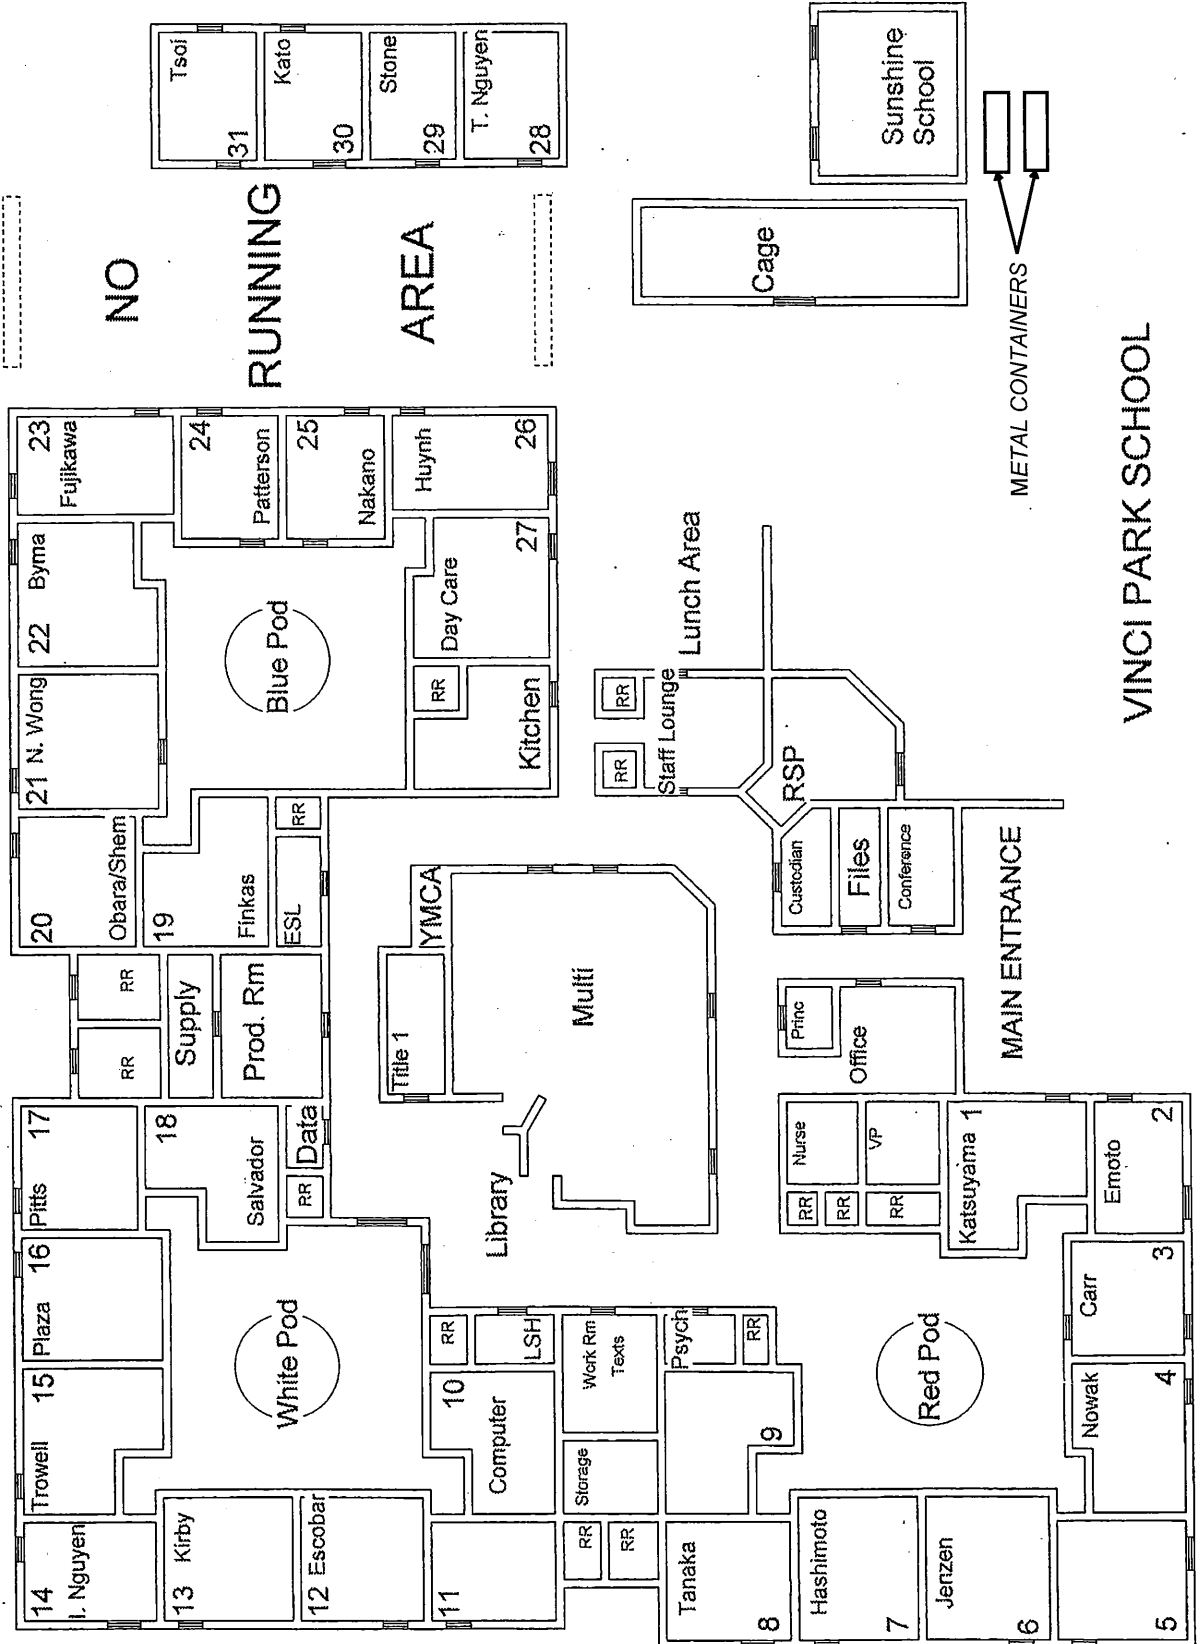 14
I. Nguyen
13 Kirby
12 Escobar
11
Trowell 15
Plaza 16
Pitts 17
18
Salvador
White Pod
RR
Data
10
Computer
RR
LSH
Storage
Work Rm
Texts
RR
RR
Psych
RR
9
Tanaka
8
Hashimoto
7
Jenzen
6
5
Nowak
4
Carr
3
Emoto
2
Katsuyama 1
Red Pod
RR
RR
RR
Nurse
VP
Office
Princ
MAIN ENTRANCE
Library
Title 1
YMCA
Multi
RR
RR
Supply
Prod. Rm
20
Obara/Shem
19
Finkas
ESL
RR
21 N. Wong
22 Byma
23
Fujikawa
24
Patterson
25
Nakano
Huynh
26
Day Care
27
RR
Kitchen
Blue Pod
RR
RR
Staff Lounge
Lunch Area
RSP
Custodian
Files
Conference
NO
RUNNING
AREA
Tsoi
31
Kato
30
Stone
29
T. Nguyen
28
Cage
Sunshine
School
METAL CONTAINERS
VINCI PARK SCHOOL